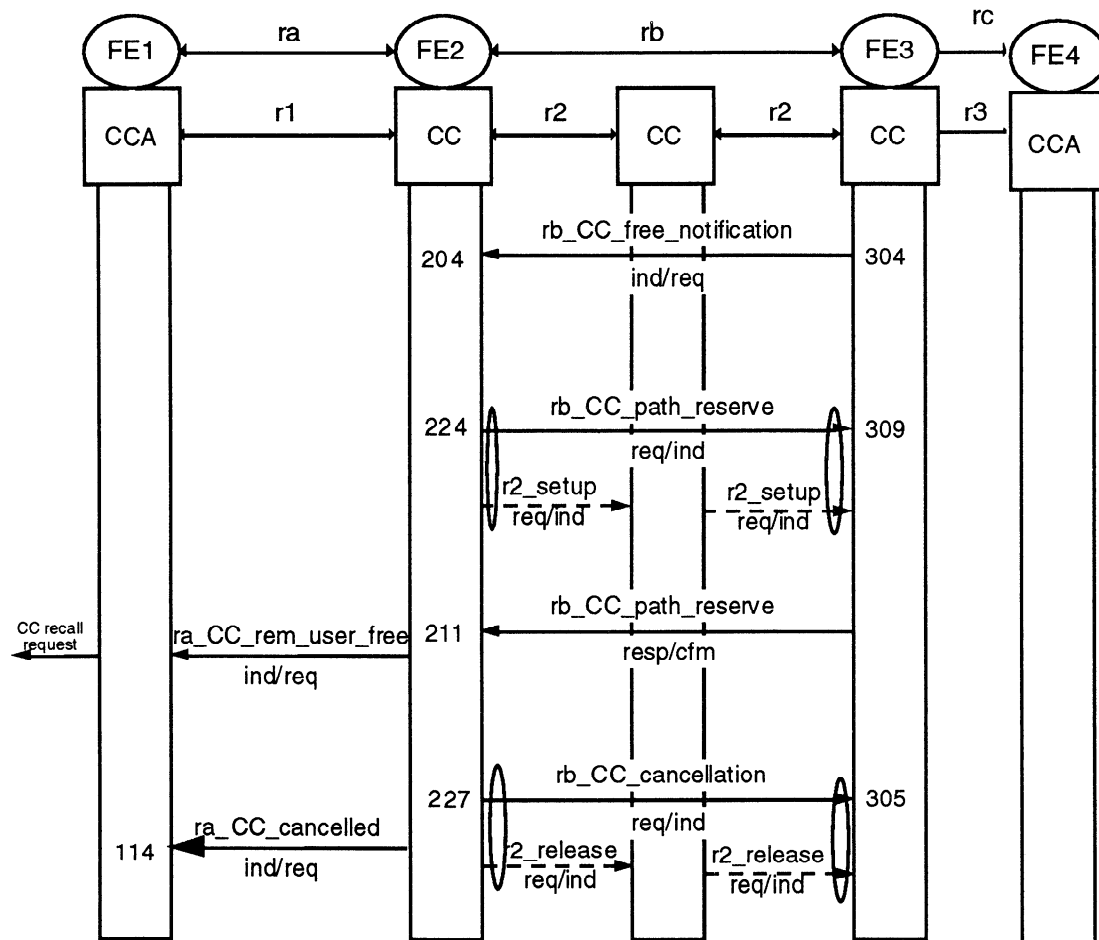 FE1 ra FE2 rb FE3 rc FE4
CCA r1 CC r2 CC r2 CC r3 CCA
rb_CC_free_notification
204 304
ind/req
rb_CC_path_reserve
224 309
req/ind
r2_setup r2_setup
req/ind req/ind
rb_CC_path_reserve
CC recall
request
ra_CC_rem_user_free 211
resp/cfm
ind/req
rb_CC_cancellation
227 305
req/ind
ra_CC_cancelled
114
ind/req
r2_release r2_release
req/ind req/ind